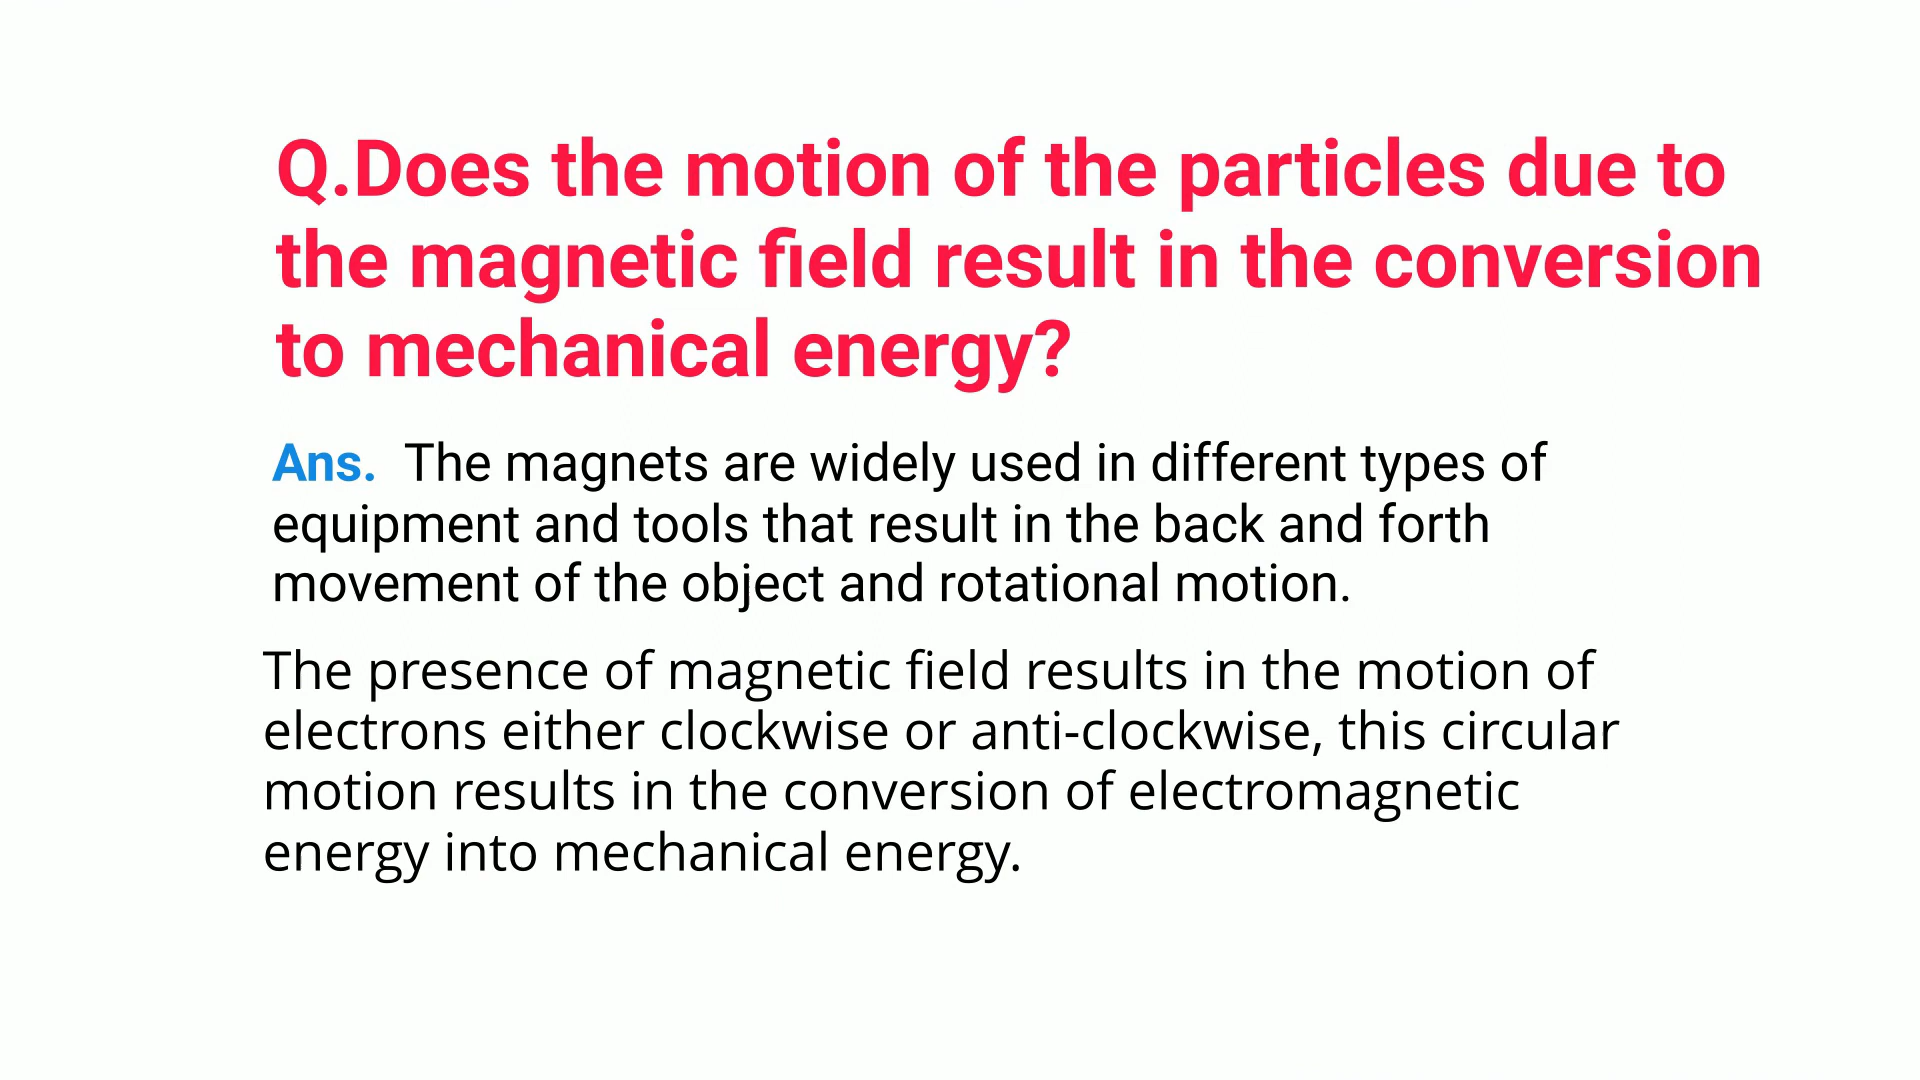 Q.Does the motion of the particles due to
the magnetic field result in the conversion
to mechanical energy?
Ans. The magnets are widely used in different types of
equipment and tools that result in the back and forth
movement of the object and rotational motion.
The presence of magnetic field results in the motion of
electrons either clockwise or anti-clockwise, this circular
motion results in the conversion of electromagnetic
energy into mechanical energy.